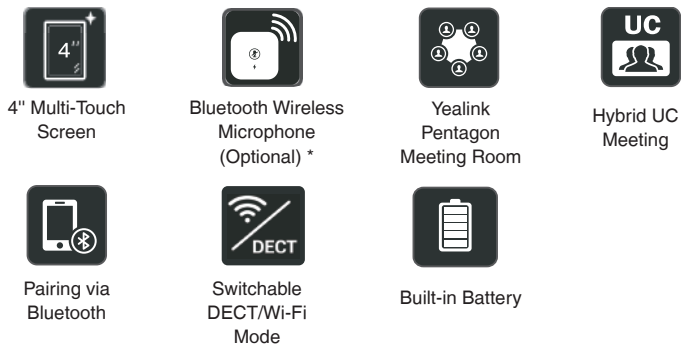 4''
UC
4'' Multi-Touch
Screen
Bluetooth Wireless
Microphone
(Optional) *
Yealink
Pentagon
Meeting Room
Hybrid UC
Meeting
DECT
Pairing via
Bluetooth
Switchable
DECT/Wi-Fi
Mode
Built-in Battery